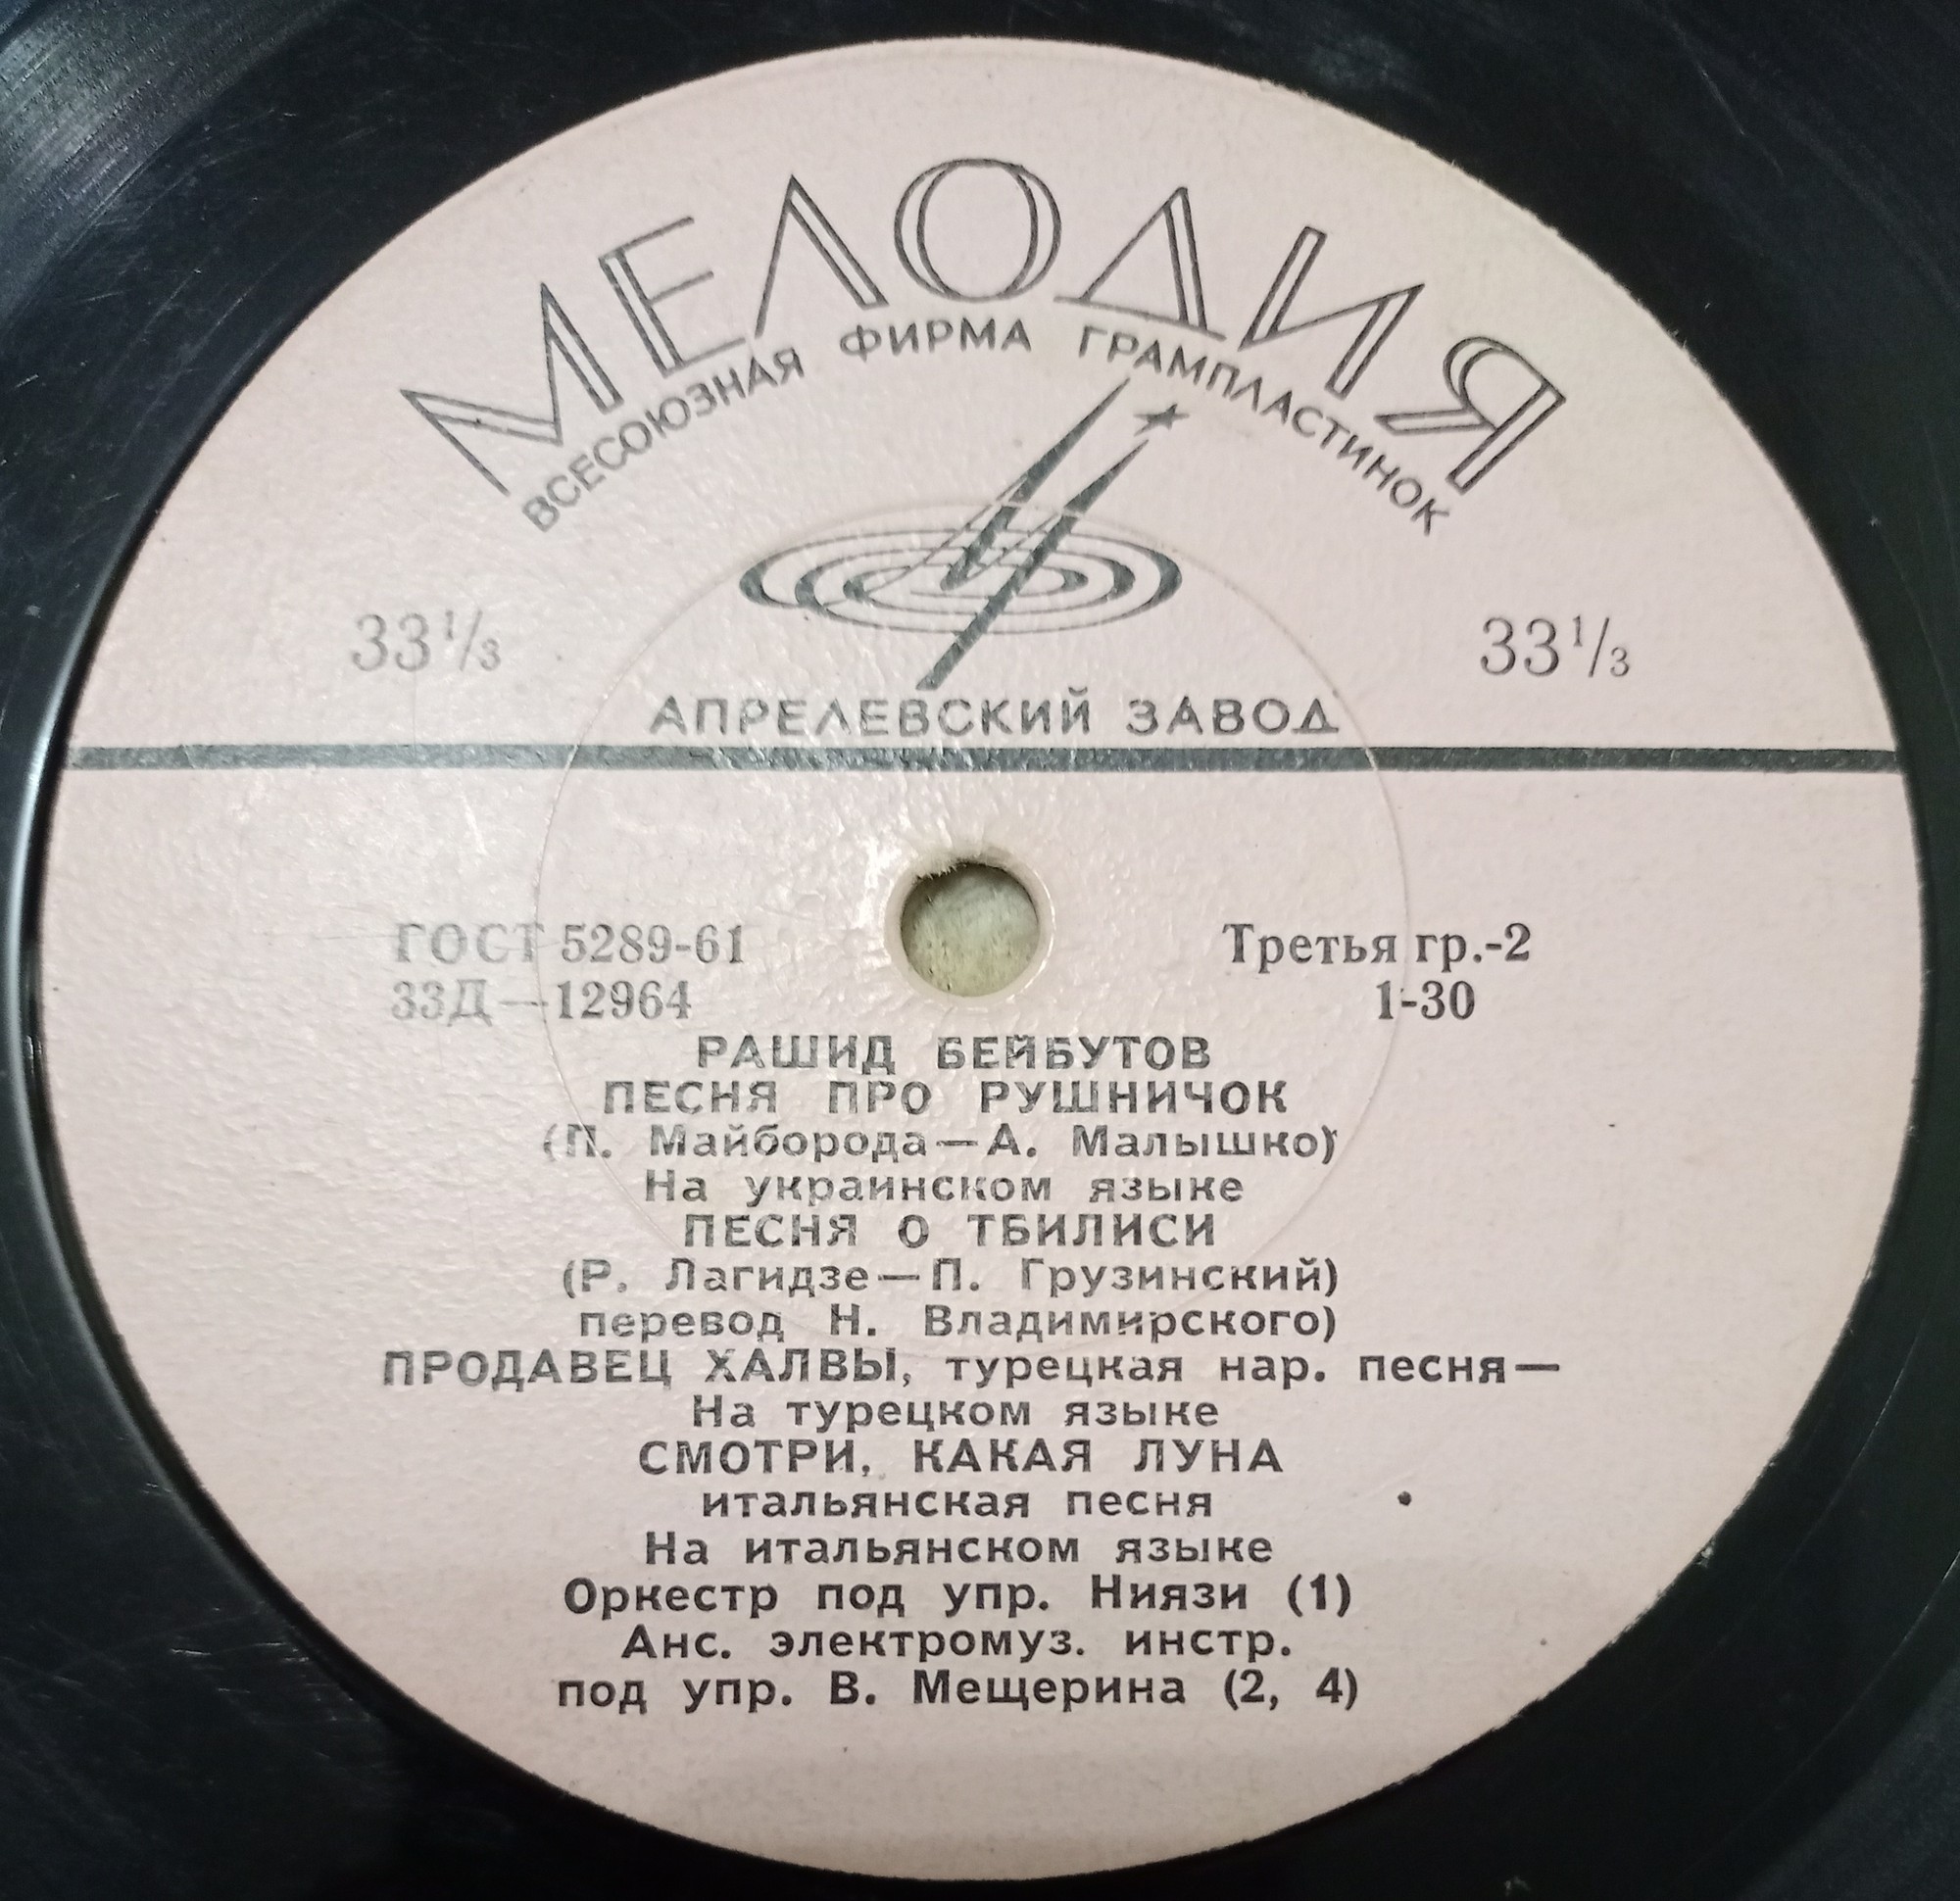 МЕЛОДИЯ
ВСЕСОЮЗНАЯ ФИРМА ГРАМПЛАСТИНОК
33⅓ 33⅓
АПРЕЛЕВСКИЙ ЗАВОД
ГОСТ 5289-61 Третья гр.-2
33Д—12964 1-30
РАШИД БЕЙБУТОВ
ПЕСНЯ ПРО РУШНИЧОК
(П. Майборода—А. Малышко)
На украинском языке
ПЕСНЯ О ТБИЛИСИ
(Р. Лагидзе—П. Грузинский)
перевод Н. Владимирского)
ПРОДАВЕЦ ХАЛВЫ, турецкая нар. песня—
На турецком языке
СМОТРИ, КАКАЯ ЛУНА
итальянская песня
На итальянском языке
Оркестр под упр. Ниязи (1)
Анс. электромуз. инстр.
под упр. В. Мещерина (2, 4)